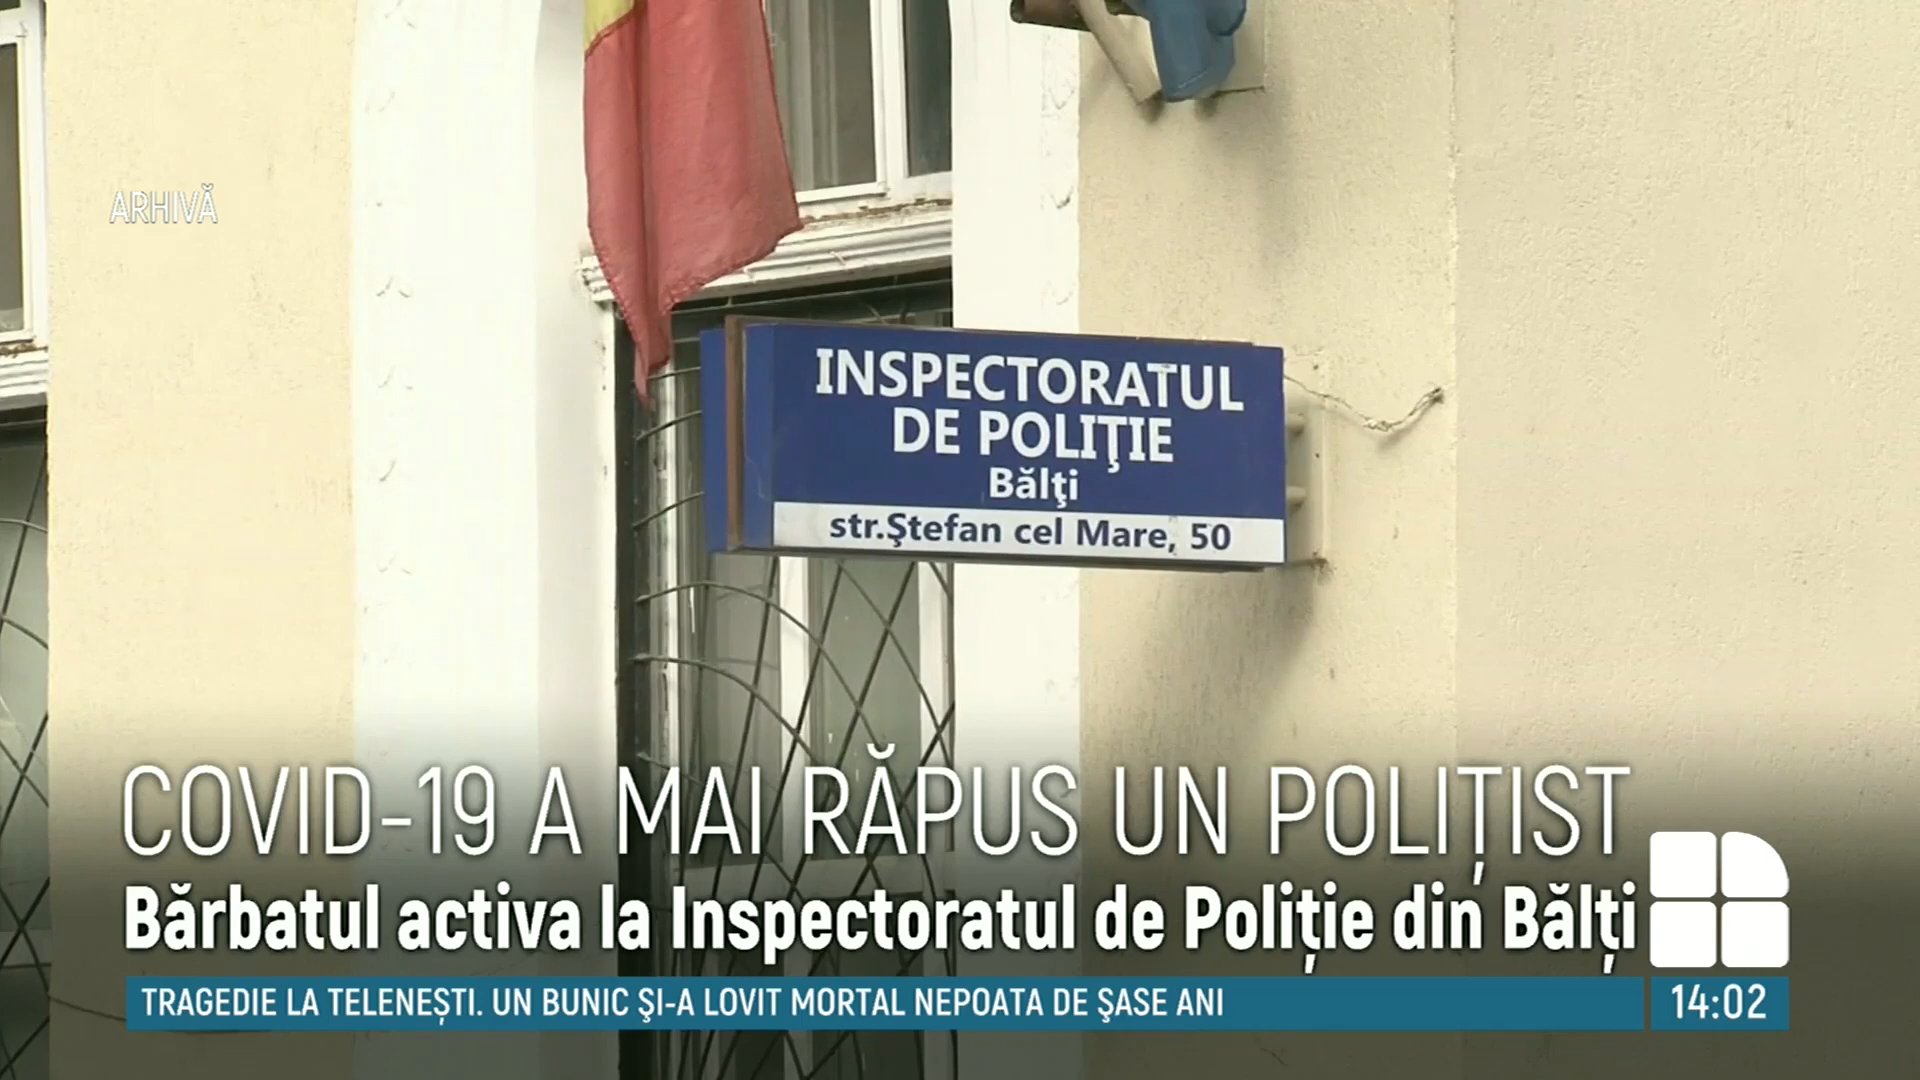 ARHIVĂ
INSPECTORATUL
DE POLIŢIE
Bălţi
str.Ştefan cel Mare, 50
COVID-19 A MAI RĂPUS UN POLIȚIST
Bărbatul activa la Inspectoratul de Poliție din Bălți
TRAGEDIE LA TELENEȘTI. UN BUNIC ŞI-A LOVIT MORTAL NEPOATA DE ŞASE ANI
14:02